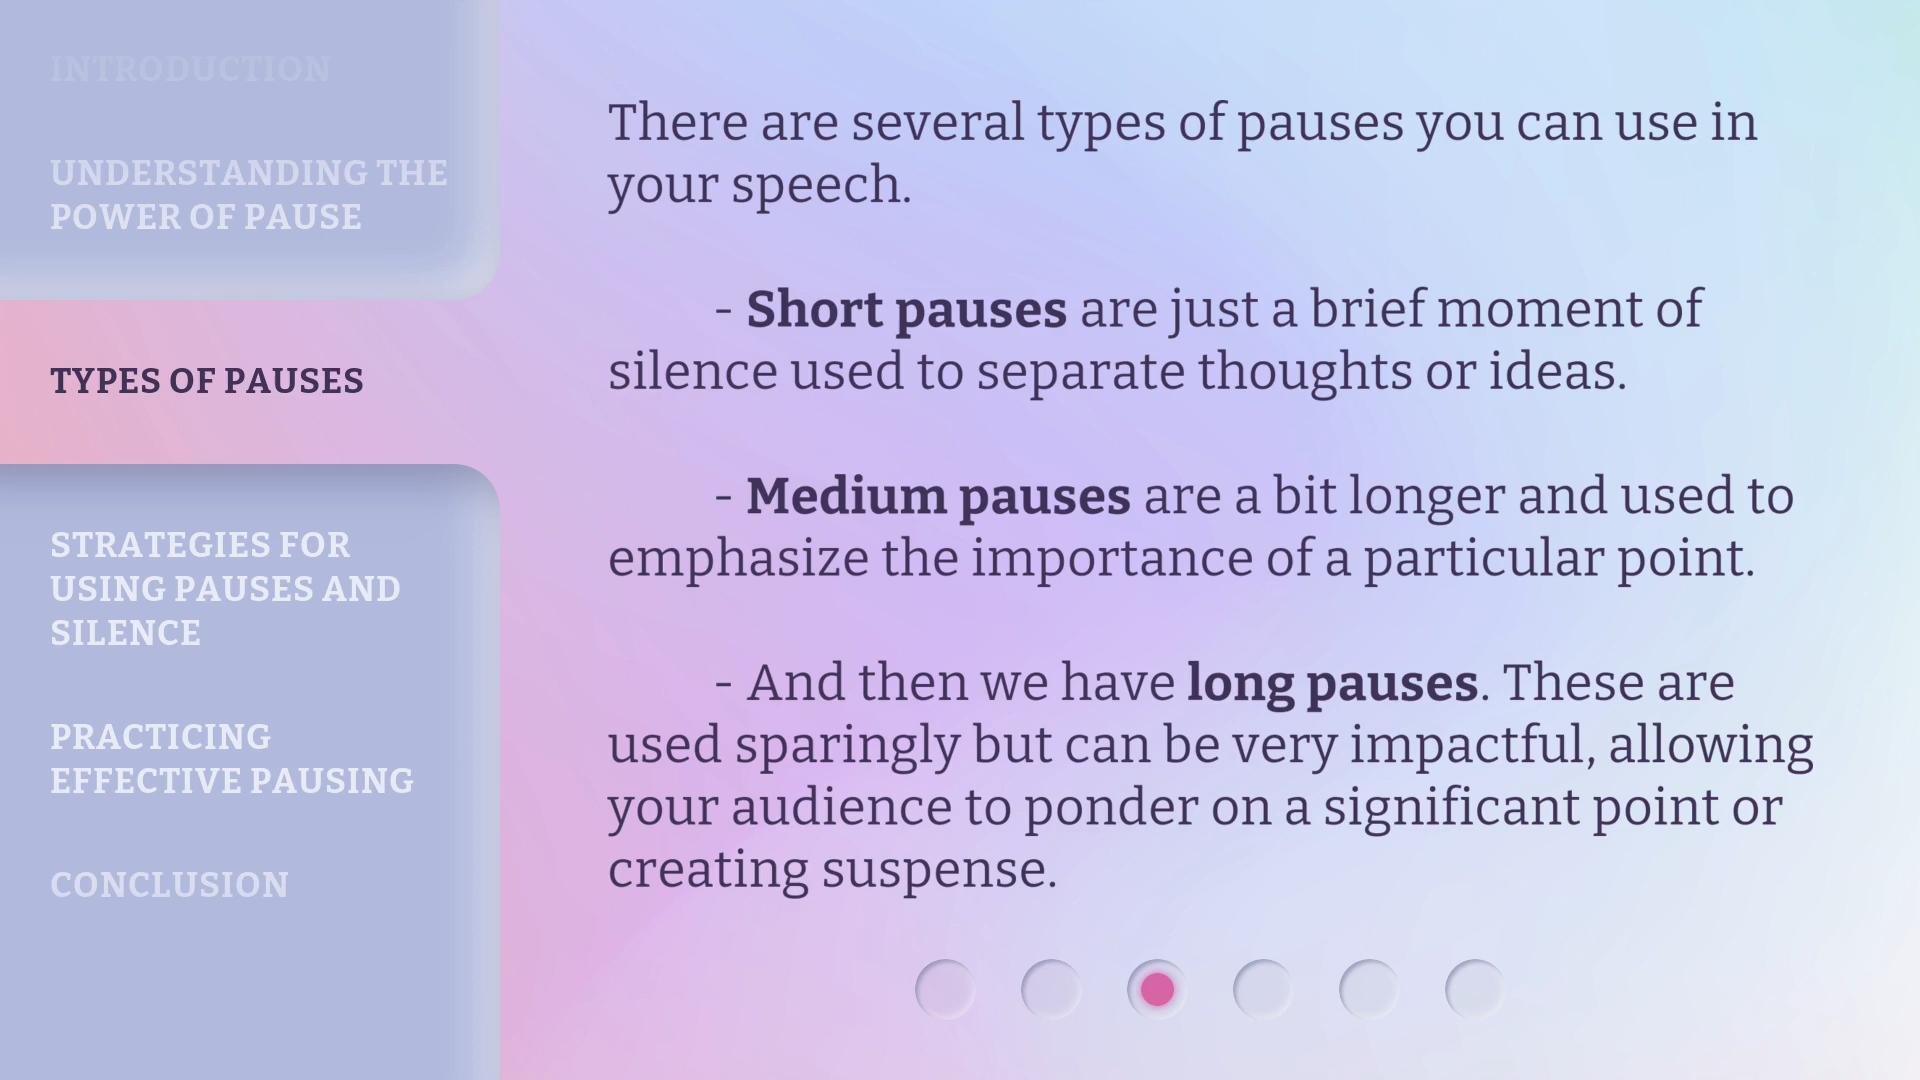 INTRODUCTION
UNDERSTANDING THE
POWER OF PAUSE
TYPES OF PAUSES
STRATEGIES FOR
USING PAUSES AND
SILENCE
PRACTICING
EFFECTIVE PAUSING
CONCLUSION
There are several types of pauses you can use in
your speech.
- Short pauses are just a brief moment of
silence used to separate thoughts or ideas.
- Medium pauses are a bit longer and used to
emphasize the importance of a particular point.
- And then we have long pauses. These are
used sparingly but can be very impactful, allowing
your audience to ponder on a significant point or
creating suspense.